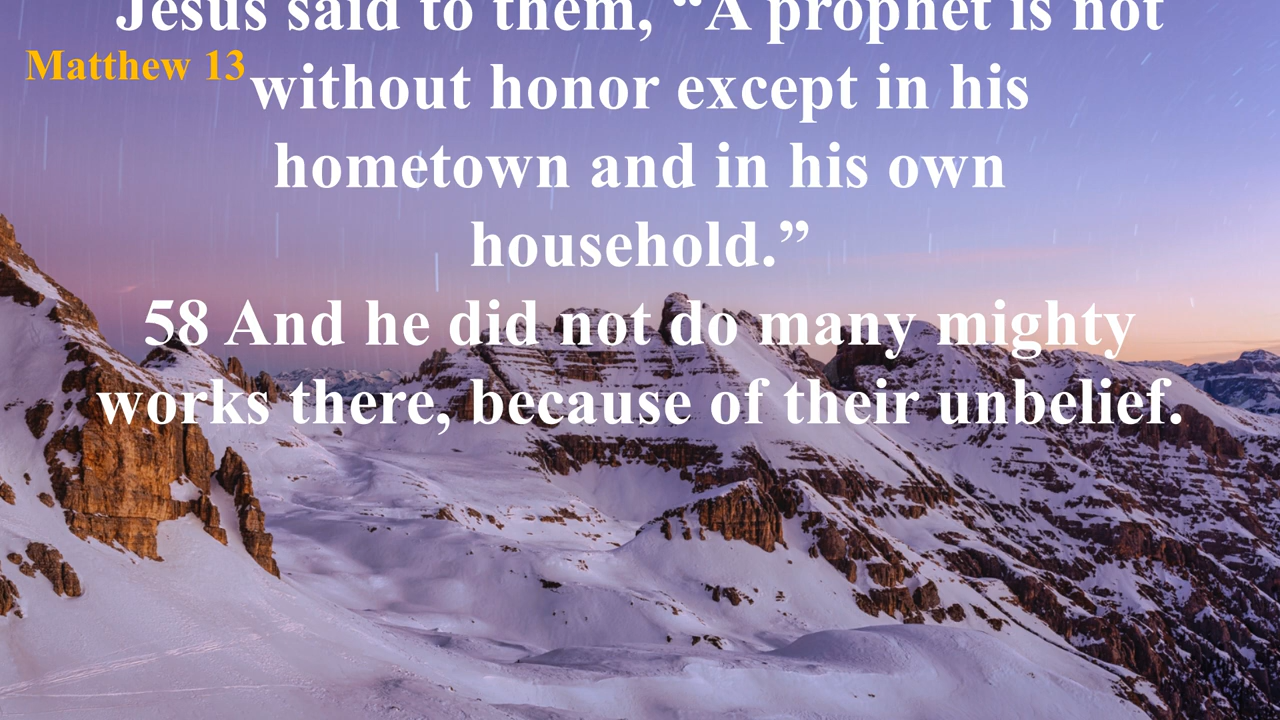 Jesus said to them, “A prophet is not
Matthew 13
without honor except in his
hometown and in his own
household.”
58 And he did not do many mighty
works there, because of their unbelief.